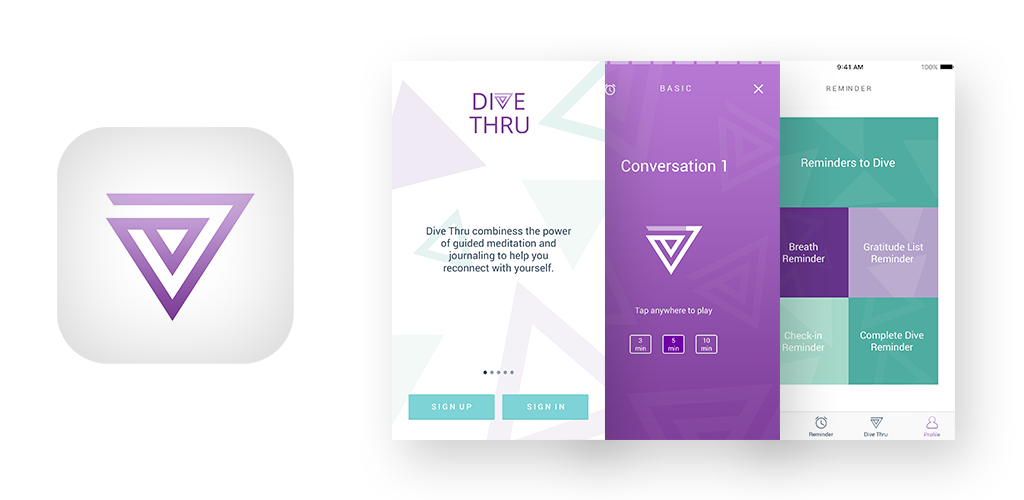 DIVE
THRU
Dive Thru combiness the power
of guided meditation and
journaling to help you
reconnect with yourself.
SIGN UP
SIGN IN
BASIC
Conversation 1
Tap anywhere to play
3
min
5
min
10
min
9:41 AM
100%
REMINDER
Reminders to Dive
Breath
Reminder
Gratitude List
Reminder
Check-in
Reminder
Complete Dive
Reminder
Reminder
Dive Thru
Profile